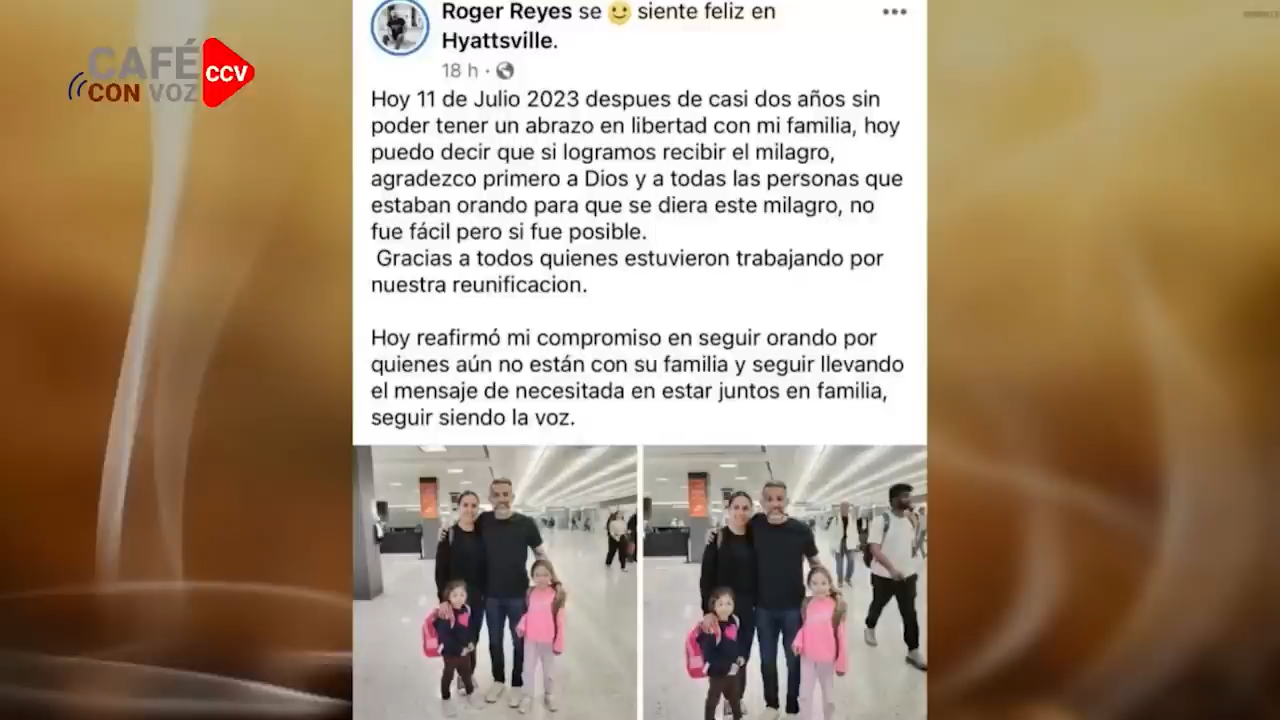 CAFÉ
CON VOZ
CCV
Roger Reyes se 🙂 siente feliz en
Hyattsville.
18 h ·
Hoy 11 de Julio 2023 despues de casi dos años sin
poder tener un abrazo en libertad con mi familia, hoy
puedo decir que si logramos recibir el milagro,
agradezco primero a Dios y a todas las personas que
estaban orando para que se diera este milagro, no
fue fácil pero si fue posible.
Gracias a todos quienes estuvieron trabajando por
nuestra reunificacion.
Hoy reafirmó mi compromiso en seguir orando por
quienes aún no están con su familia y seguir llevando
el mensaje de necesitada en estar juntos en familia,
seguir siendo la voz.